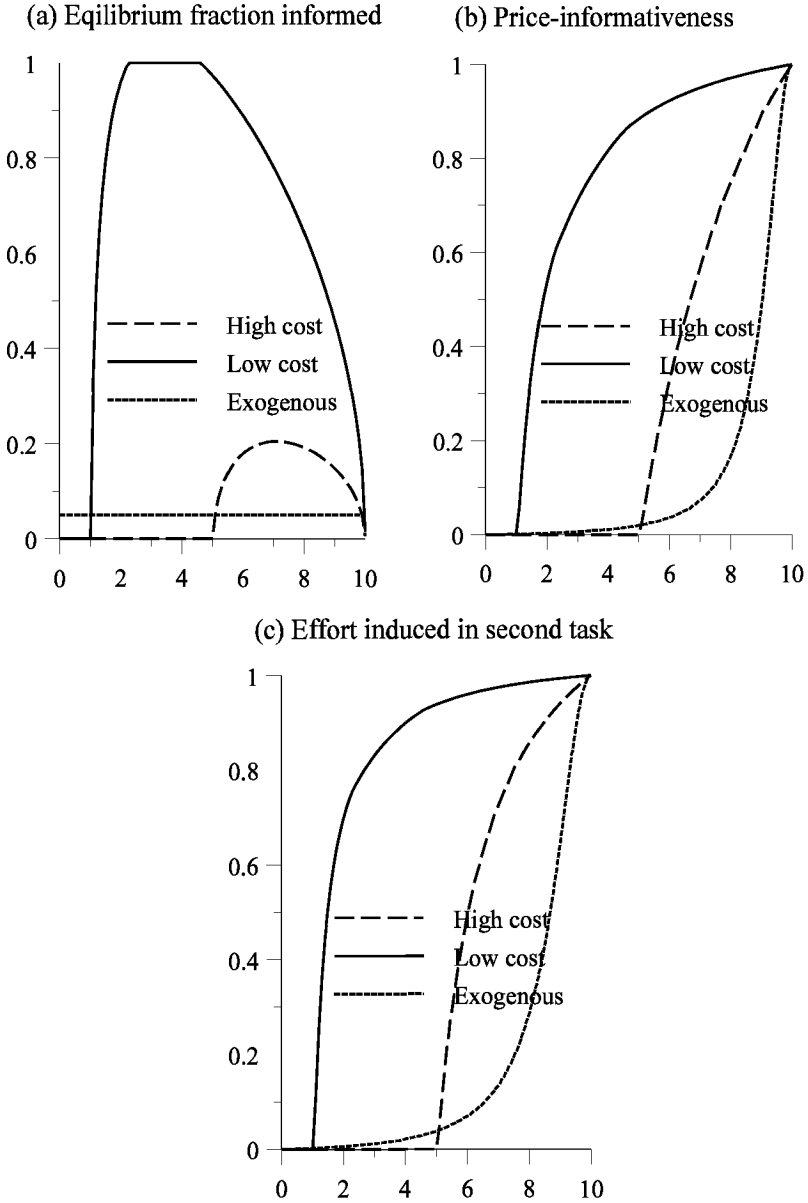 (a) Eqilibrium fraction informed
(b) Price-informativeness
1
0.8
0.6
0.4
0.2
0
0 2 4 6 8 10
High cost
Low cost
Exogenous
1
0.8
0.6
0.4
0.2
0
0 2 4 6 8 10
High cost
Low cost
Exogenous
(c) Effort induced in second task
1
0.8
0.6
0.4
0.2
0
0 2 4 6 8 10
High cost
Low cost
Exogenous